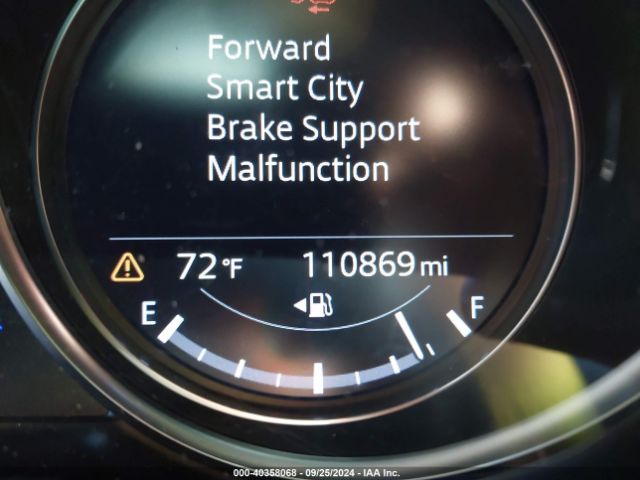 Forward
Smart City
Brake Support
Malfunction
72°F 110869 mi
E F
000-40358068 - 09/25/2024 - IAA Inc.